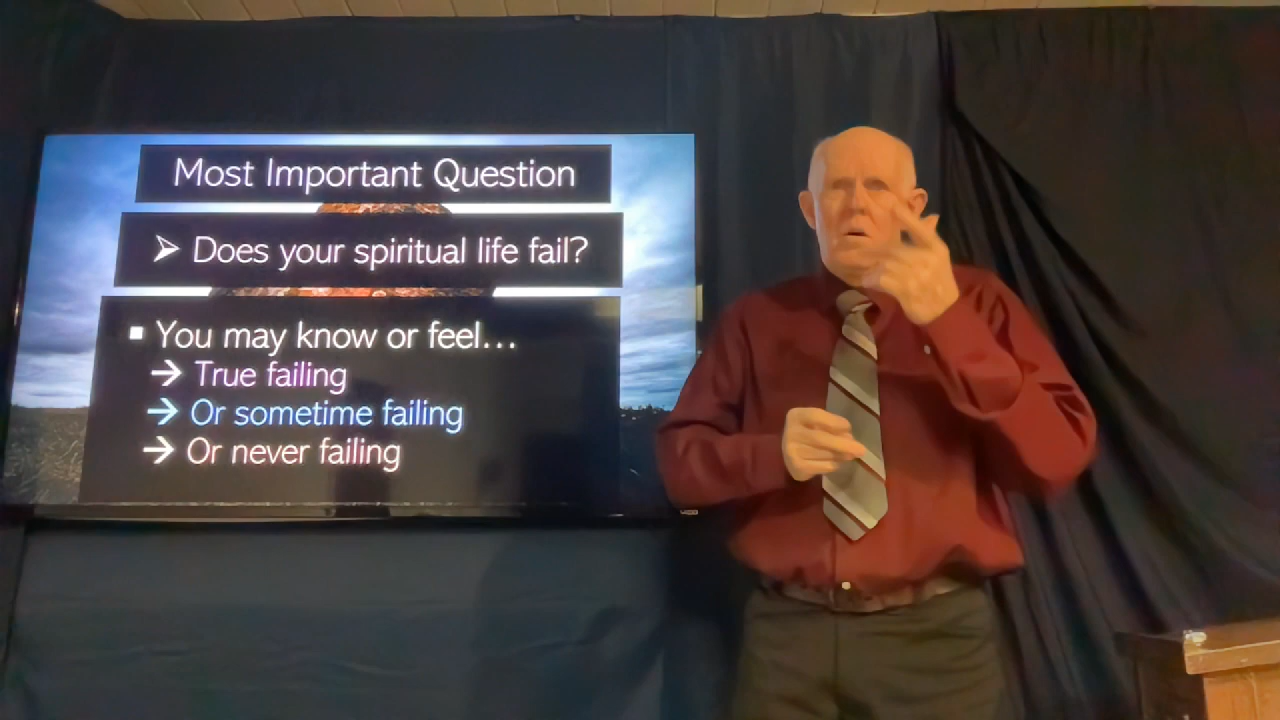 Most Important Question
➢ Does your spiritual life fail?
▪ You may know or feel…
→ True failing
→ Or sometime failing
→ Or never failing